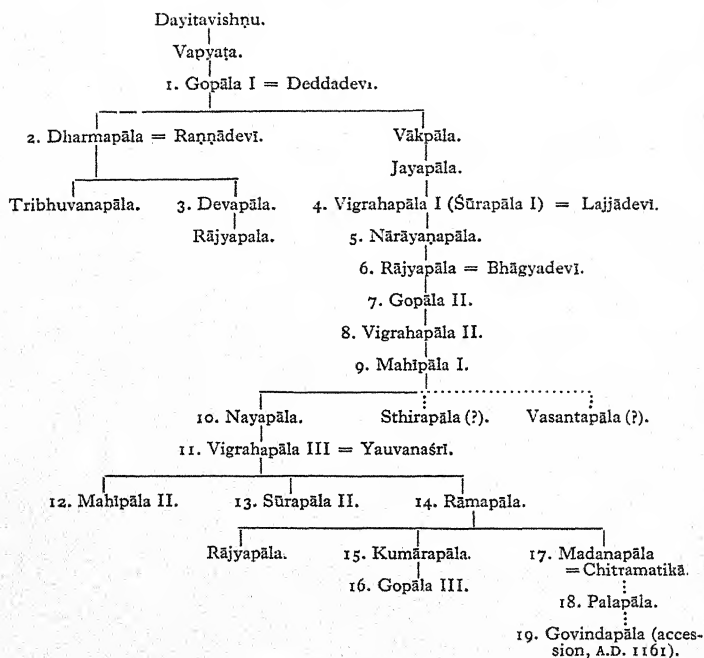 Dayitavishṇu.
Vapyaṭa.
1. Gopāla I = Deddadevi.
2. Dharmapāla = Raṇṇādevī. Vākpāla.
Jayapāla.
Tribhuvanapāla. 3. Devapāla. 4. Vigrahapāla I (Śūrapāla I) = Lajjādevī.
Rājyapala. 5. Nārāyaṇapāla.
6. Rājyapāla = Bhāgyadevī.
7. Gopāla II.
8. Vigrahapāla II.
9. Mahīpāla I.
10. Nayapāla. Sthirapāla (?). Vasantapāla (?).
11. Vigrahapāla III = Yauvanaśrī.
12. Mahīpāla II. 13. Sūrapāla II. 14. Rāmapāla.
Rājyapāla. 15. Kumārapāla. 17. Madanapāla
= Chitramatikā.
16. Gopāla III.
18. Palapāla.
19. Govindapāla (acces-
sion, A.D. 1161).